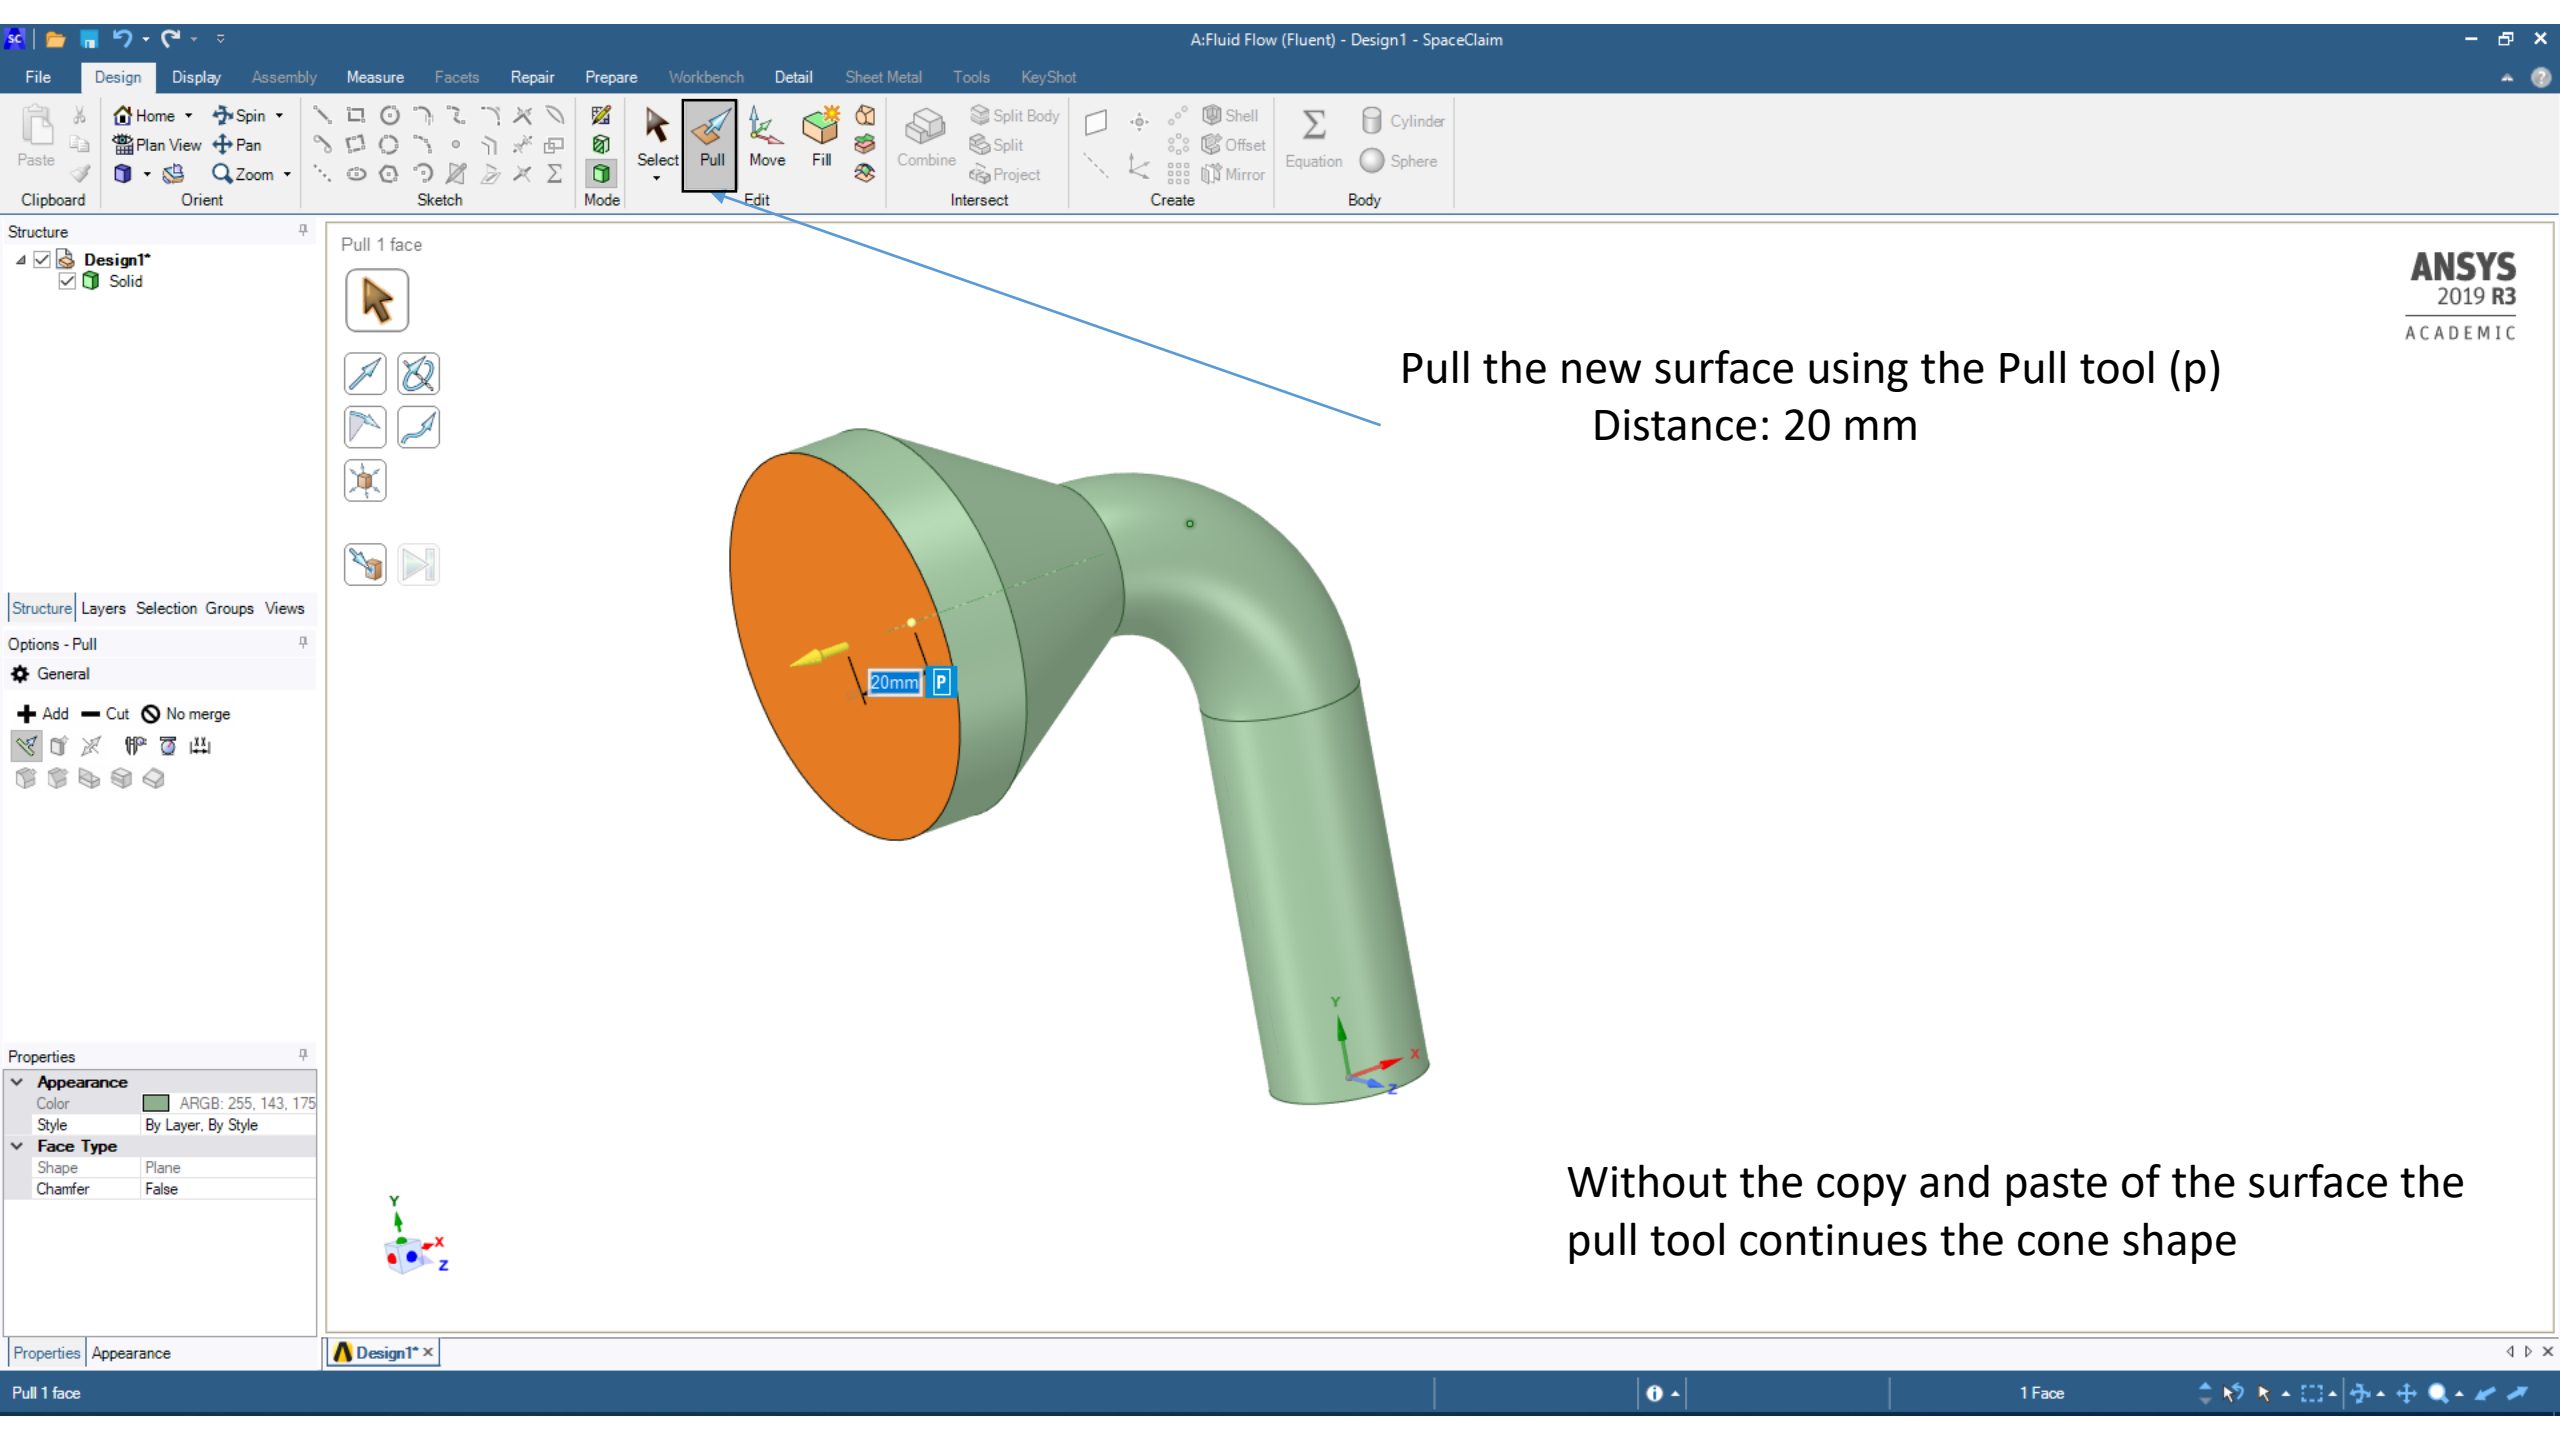 A:Fluid Flow (Fluent) - Design1 - SpaceClaim
File Design Display Assembly Measure Facets Repair Prepare Workbench Detail Sheet Metal Tools KeyShot
Paste
Clipboard
Home Spin
Plan View Pan
Zoom
Orient
Sketch
Mode
Select Pull Move Fill
Edit
Combine
Split Body
Split
Project
Intersect
Shell
Offset
Mirror
Create
Equation
Cylinder
Sphere
Body
Structure
Design1*
Solid
Structure Layers Selection Groups Views
Options - Pull
General
Add Cut No merge
Properties
Appearance
Color ARGB: 255, 143, 175
Style By Layer, By Style
Face Type
Shape Plane
Chamfer False
Properties Appearance
Pull 1 face
ANSYS
2019 R3
ACADEMIC
Pull the new surface using the Pull tool (p)
Distance: 20 mm
20mm P
Y
X
Z
Without the copy and paste of the surface the
pull tool continues the cone shape
Y
X
Z
Design1*
Pull 1 face
1 Face